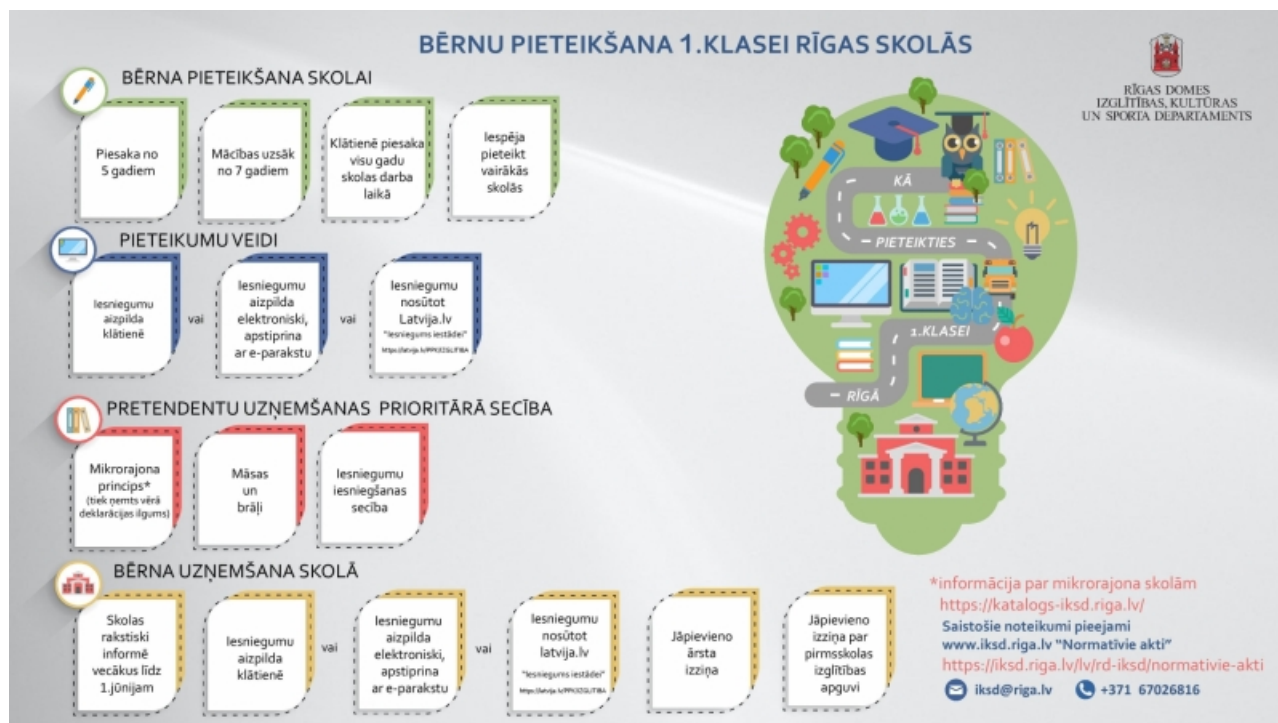 BĒRNU PIETEIKŠANA 1.KLASEI RĪGAS SKOLĀS
RĪGAS DOMES
IZGLĪTĪBAS, KULTŪRAS
UN SPORTA DEPARTAMENTS
BĒRNA PIETEIKŠANA SKOLAI
Piesaka no
5 gadiem
Mācības uzsāk
no 7 gadiem
Klātienē piesaka
visu gadu
skolas darba
laikā
Iespēja
pieteikt
vairākās
skolās
PIETEIKUMU VEIDI
Iesniegumu
aizpilda
klātienē
vai
Iesniegumu
aizpilda
elektroniski,
apstiprina
ar e-parakstu
vai
Iesniegumu
nosūtot
Latvija.lv
"Iesniegums iestādei"
PRETENDENTU UZŅEMŠANAS PRIORITĀRĀ SECĪBA
Mikrorajona
princips*
(tiek ņemts vērā
deklarācijas ilgums)
Māsas
un
brāļi
Iesniegumu
iesniegšanas
secība
BĒRNA UZŅEMŠANA SKOLĀ
Skolas
rakstiski
informē
vecākus līdz
1.jūnijam
Iesniegumu
aizpilda
klātienē
vai
Iesniegumu
aizpilda
elektroniski,
apstiprina
ar e-parakstu
vai
Iesniegumu
nosūtot
latvija.lv
"Iesniegums iestādei"
Jāpievieno
ārsta
izziņa
Jāpievieno
izziņa par
pirmsskolas
izglītības
apguvi
KĀ
PIETEIKTIES
1.KLASEI
RĪGĀ
*informācija par mikrorajona skolām
https://katalogs-iksd.riga.lv/
Saistošie noteikumi pieejami
www.iksd.riga.lv "Normatīvie akti"
https://iksd.riga.lv/lv/rd-iksd/normativie-akti
iksd@riga.lv +371 67026816